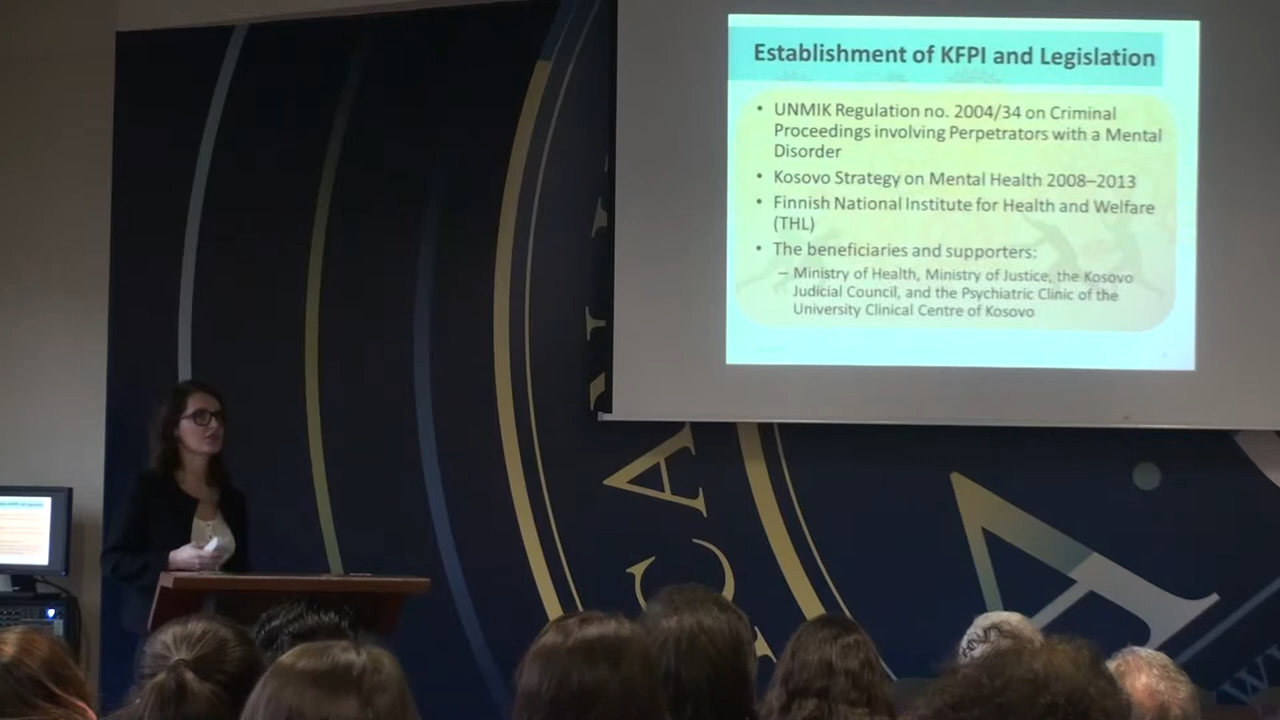 Establishment of KFPI and Legislation
• UNMIK Regulation no. 2004/34 on Criminal
Proceedings involving Perpetrators with a Mental
Disorder
• Kosovo Strategy on Mental Health 2008–2013
• Finnish National Institute for Health and Welfare
(THL)
• The beneficiaries and supporters:
– Ministry of Health, Ministry of Justice, the Kosovo
Judicial Council, and the Psychiatric Clinic of the
University Clinical Centre of Kosovo
CA
A